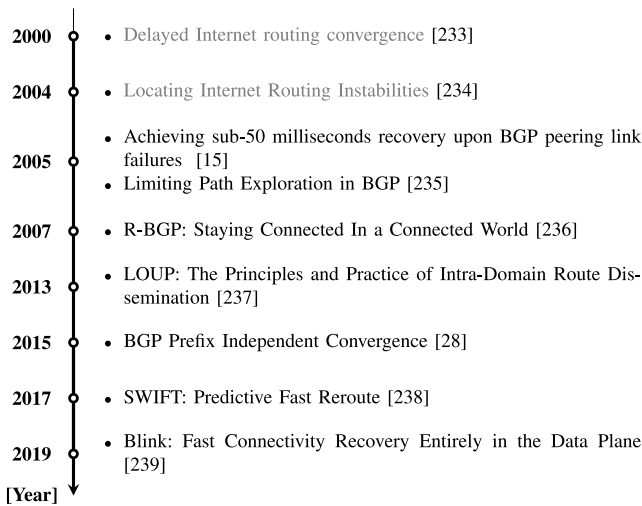 2000 • Delayed Internet routing convergence [233]
2004 • Locating Internet Routing Instabilities [234]
• Achieving sub-50 milliseconds recovery upon BGP peering link
2005 failures [15]
• Limiting Path Exploration in BGP [235]
2007 • R-BGP: Staying Connected In a Connected World [236]
• LOUP: The Principles and Practice of Intra-Domain Route Dis-
2013 semination [237]
2015 • BGP Prefix Independent Convergence [28]
2017 • SWIFT: Predictive Fast Reroute [238]
• Blink: Fast Connectivity Recovery Entirely in the Data Plane
2019 [239]
[Year]